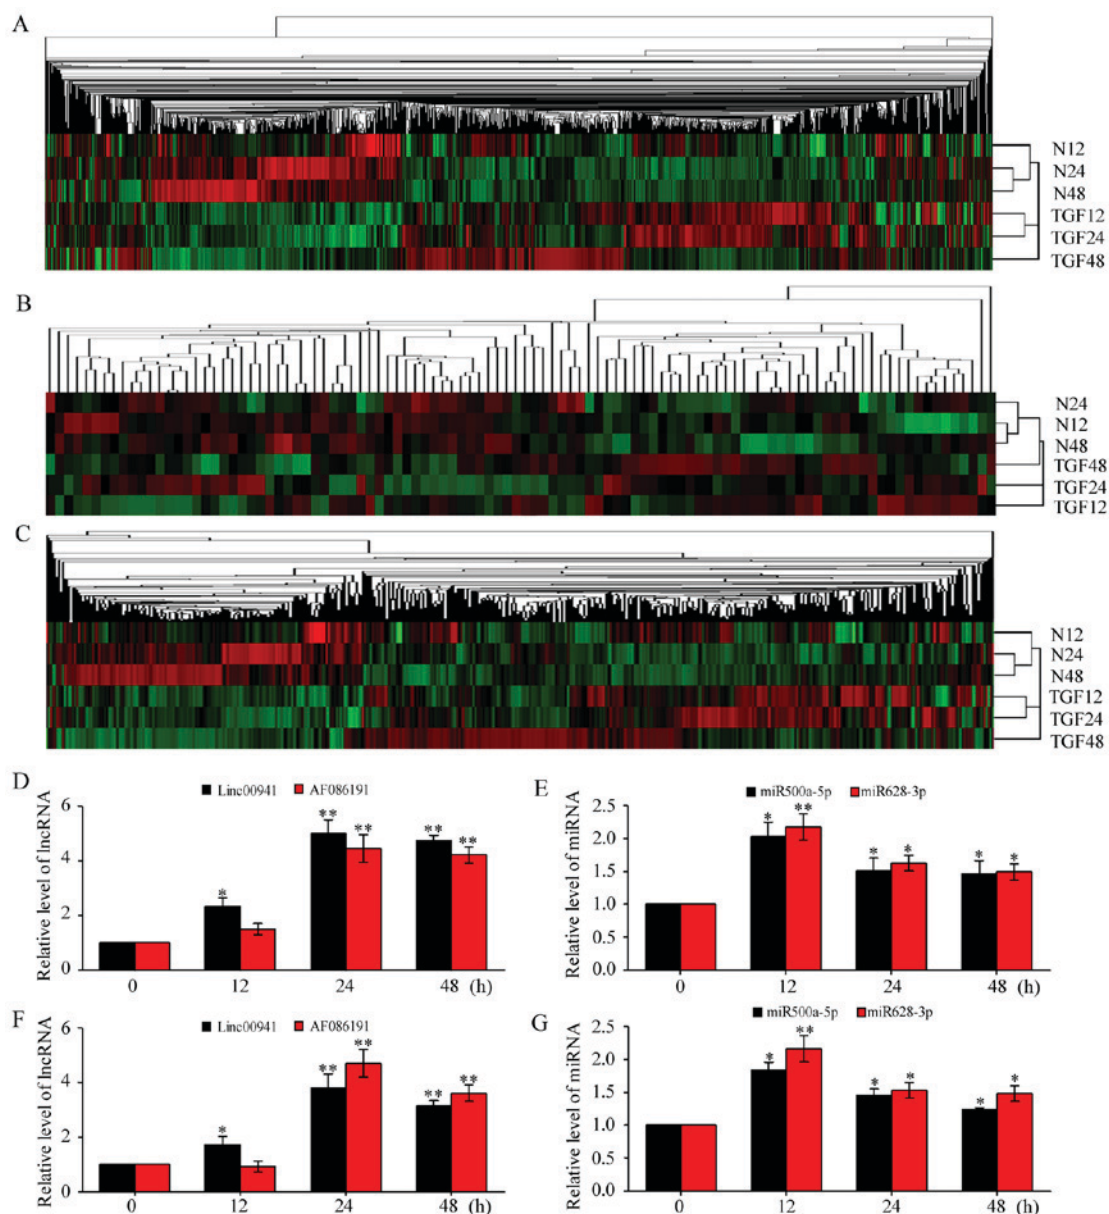 A
N12
N24
N48
TGF12
TGF24
TGF48
B
N24
N12
N48
TGF48
TGF24
TGF12
C
N12
N24
N48
TGF12
TGF24
TGF48
D
Linc00941 AF086191
Relative level of lncRNA
6
4
2
0
* ** ** ** **
0 12 24 48 (h)
E
miR500a-5p miR628-3p
Relative level of miRNA
2.5
2.0
1.5
1.0
0.5
0.0
* ** * * * *
0 12 24 48 (h)
F
Linc00941 AF086191
Relative level of lncRNA
6
4
2
0
* ** ** ** **
0 12 24 48 (h)
G
miR500a-5p miR628-3p
Relative level of miRNA
2.5
2.0
1.5
1.0
0.5
0.0
* ** * * * *
0 12 24 48 (h)